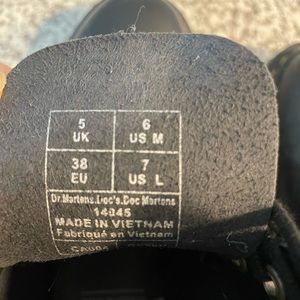 5 6
UK US M
38 7
EU US L
Dr.Martens.Doc's.Doc Martens
14045
MADE IN VIETNAM
Fabriqué en Vietnam